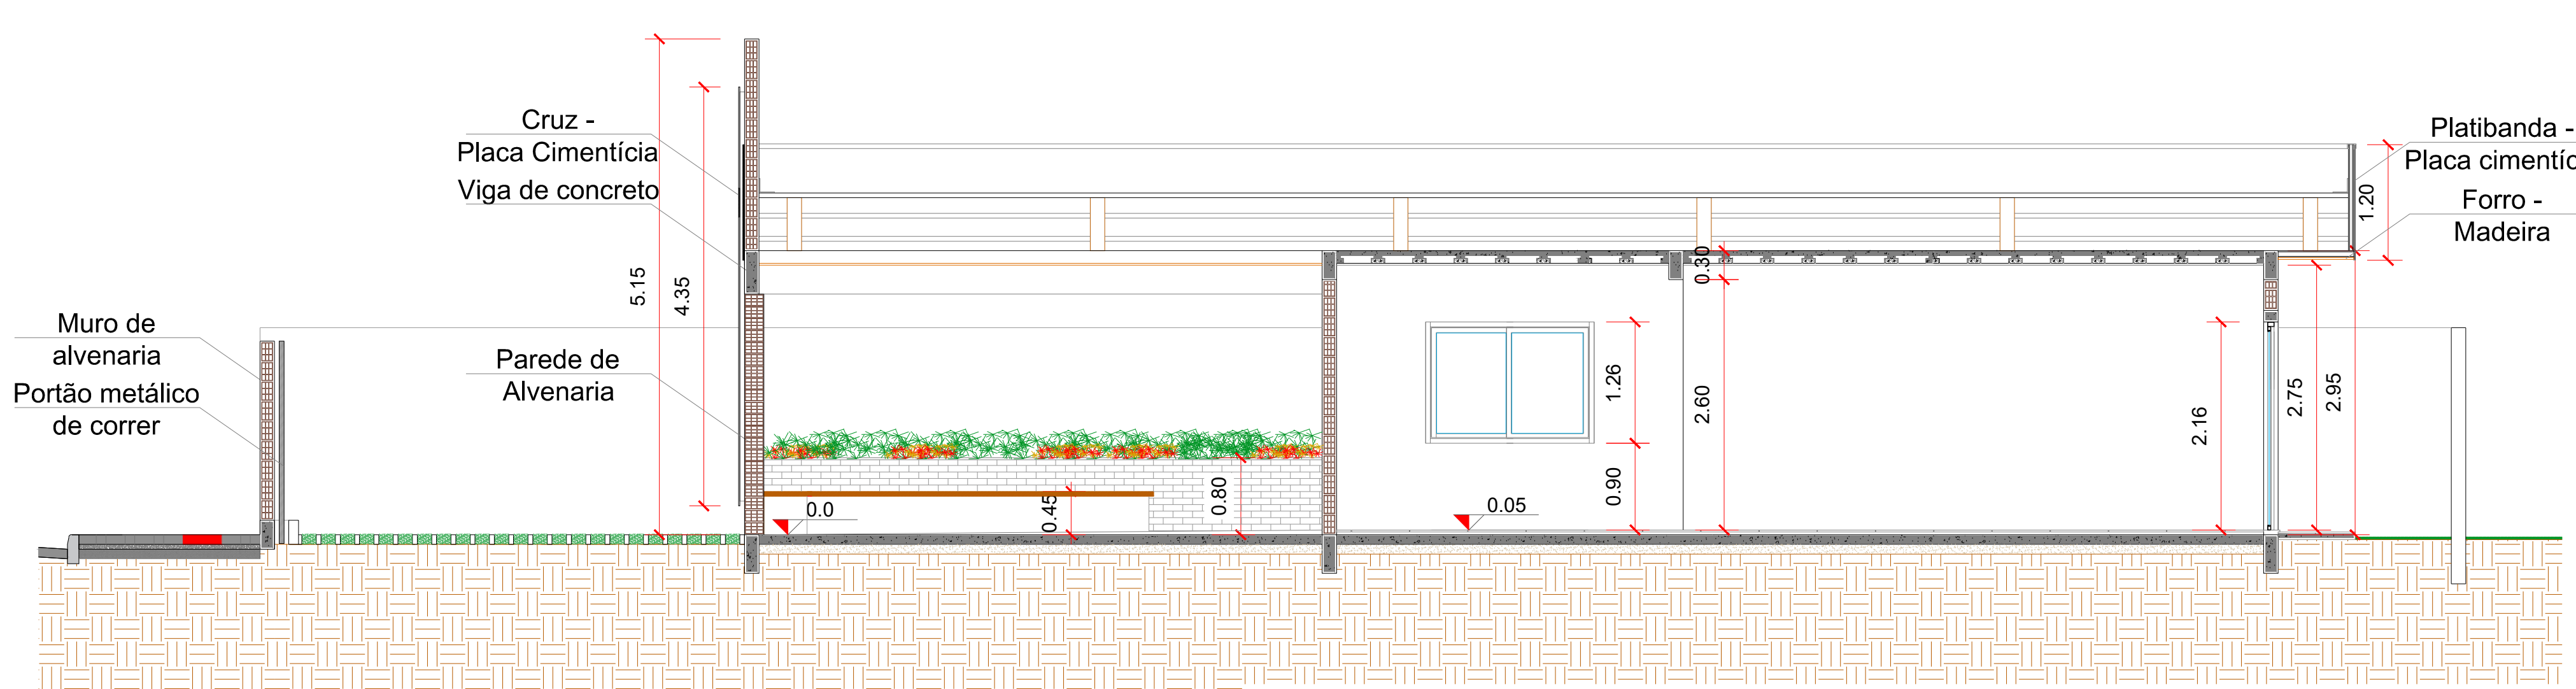 Cruz -
Placa Cimentícia
Viga de concreto
Muro de
alvenaria
Portão metálico
de correr
Parede de
Alvenaria
5.15
4.35
0.0
0.45
0.80
0.05
1.26
0.90
0.30
2.60
2.16
2.75
2.95
1.20
Platibanda -
Placa cimentíc
Forro -
Madeira